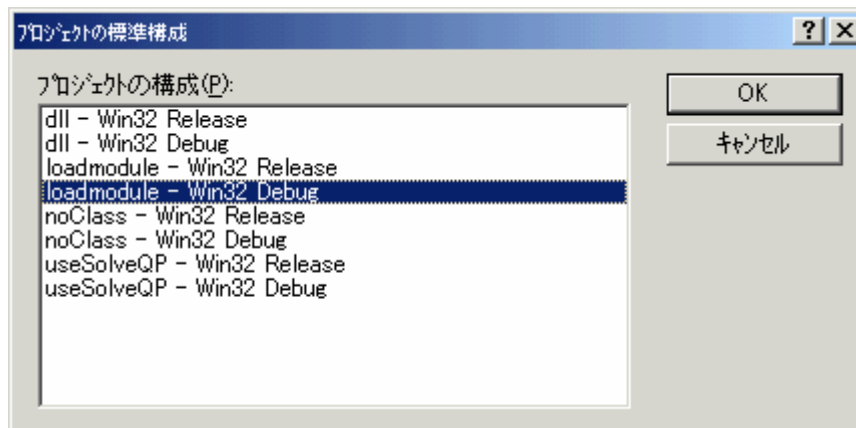 プロジェクトの標準構成
プロジェクトの構成(P):
dll - Win32 Release
dll - Win32 Debug
loadmodule - Win32 Release
loadmodule - Win32 Debug
noClass - Win32 Release
noClass - Win32 Debug
useSolveQP - Win32 Release
useSolveQP - Win32 Debug
OK
キャンセル